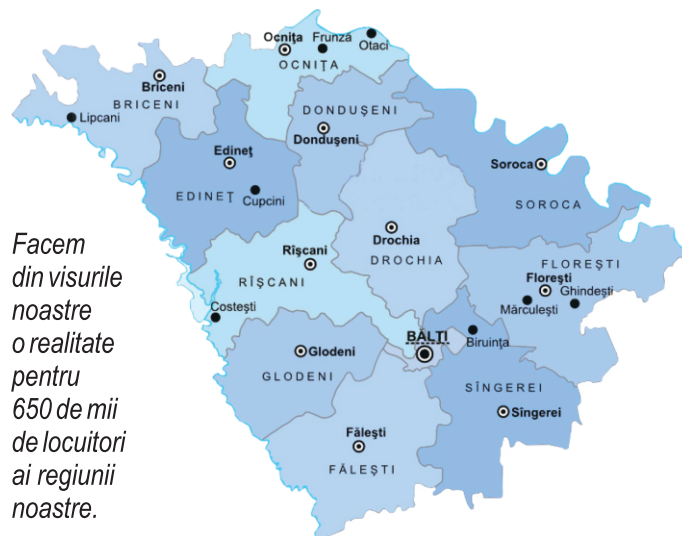 Ocnița
Frunză
Otaci
OCNIȚA
Briceni
BRICENI
Lipcani
DONDUȘENI
Dondușeni
Edineț
EDINEȚ
Cupcini
Soroca
SOROCA
Drochia
DROCHIA
Rîșcani
RÎȘCANI
Costești
FLOREȘTI
Florești
Ghindești
Mărculești
BĂLȚI
Biruința
Glodeni
GLODENI
SÎNGEREI
Sîngerei
Fălești
FĂLEȘTI
Facem
din visurile
noastre
o realitate
pentru
650 de mii
de locuitori
ai regiunii
noastre.